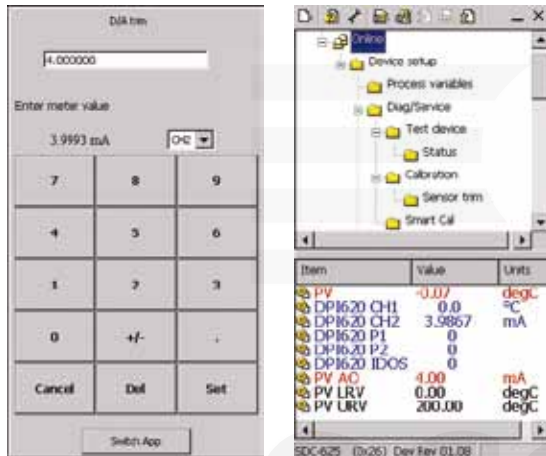 D/A trim
4.000000
Enter meter value
3.9993 mA CH2
7 8 9
4 5 6
1 2 3
0 +/- .
Cancel Del Set
Switch App
Online
Device setup
Process variables
Diag/Service
Test device
Status
Calibration
Sensor trim
Smart Cal
Item Value Units
PV -0.07 degC
DPI620 CH1 0.0 °C
DPI620 CH2 3.9867 mA
DPI620 P1 0
DPI620 P2 0
DPI620 IDOS 0
PV AO 4.00 mA
PV LRV 0.00 degC
PV URV 200.00 degC
SDC-625 (0x26) Dev Rev 01.08